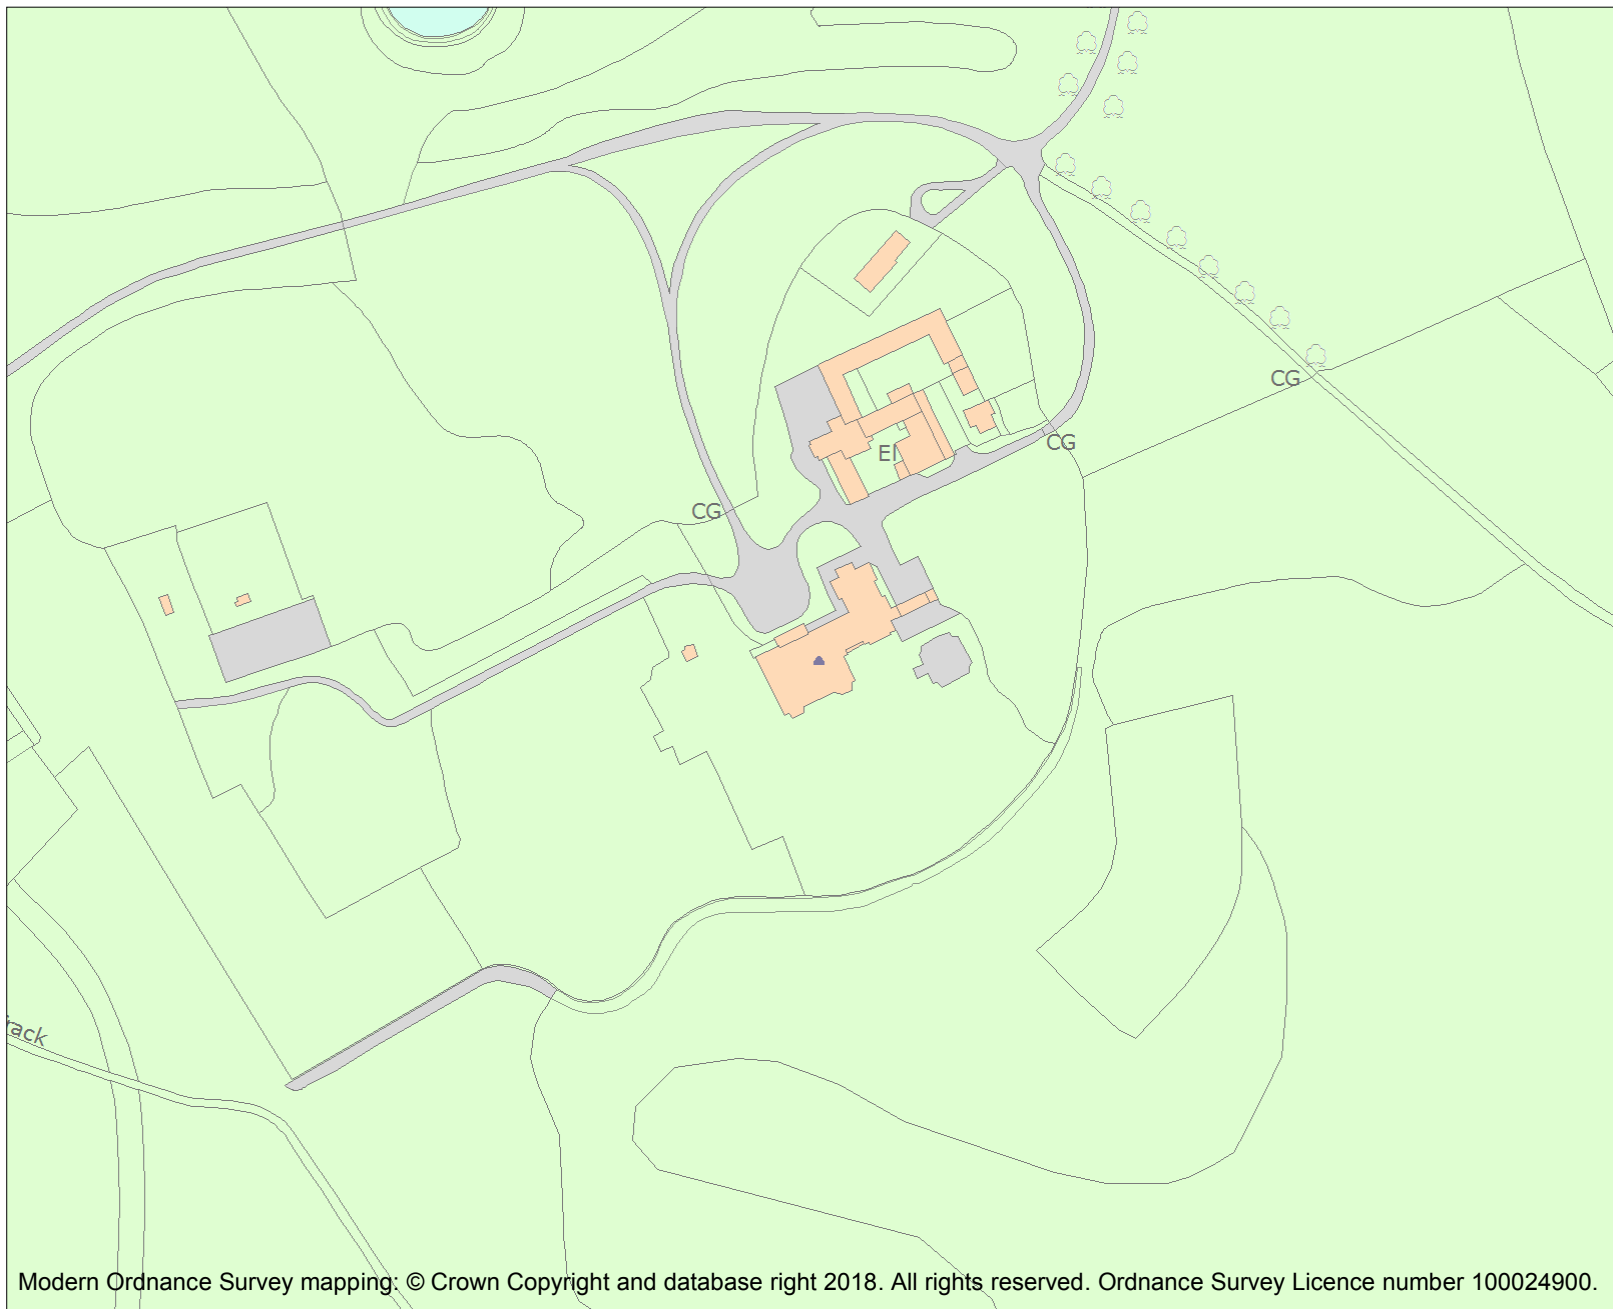 CG
CG
El
CG
rack
Modern Ordnance Survey mapping: © Crown Copyright and database right 2018. All rights reserved. Ordnance Survey Licence number 100024900.